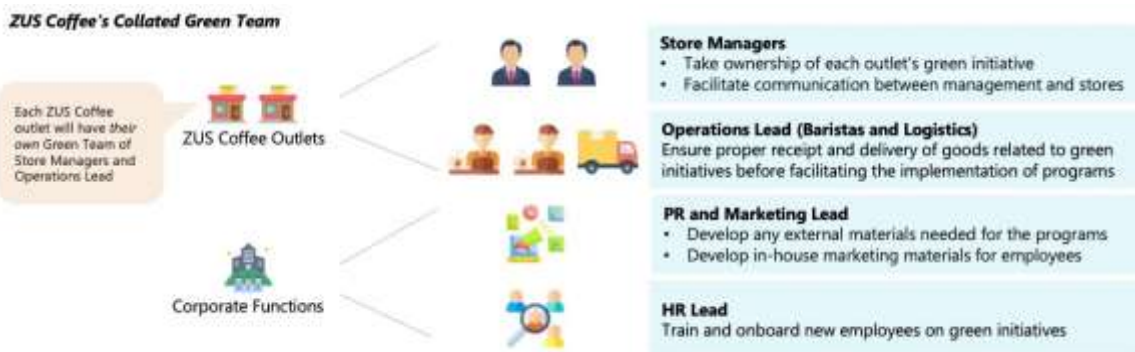 ZUS Coffee's Collated Green Team
Each ZUS Coffee
outlet will have their
own Green Team of
Store Managers and
Operations Lead
ZUS Coffee Outlets
Corporate Functions
Store Managers
• Take ownership of each outlet's green initiative
• Facilitate communication between management and stores
Operations Lead (Baristas and Logistics)
Ensure proper receipt and delivery of goods related to green
initiatives before facilitating the implementation of programs
PR and Marketing Lead
• Develop any external materials needed for the programs
• Develop in-house marketing materials for employees
HR Lead
Train and onboard new employees on green initiatives